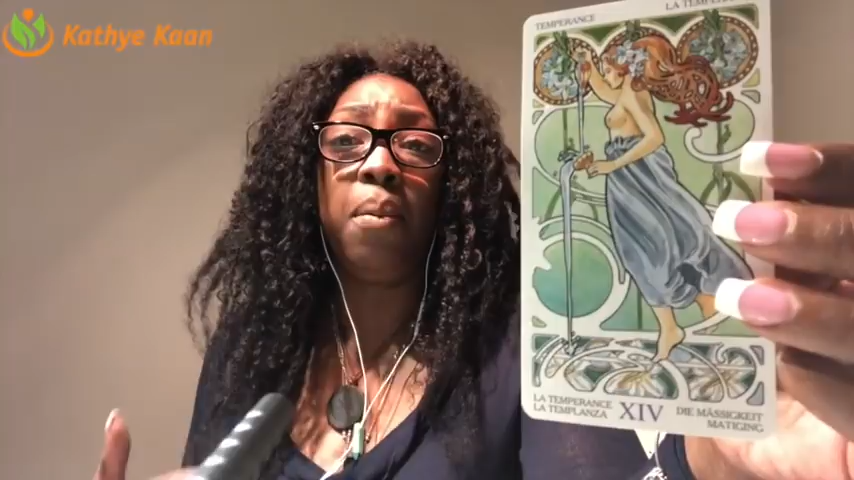 Kathye Kaan
TEMPERANCE
LA TEMPERANCE
LA TEMPLANZA
XIV
DIE MÄSSIGKEIT
MATIGING